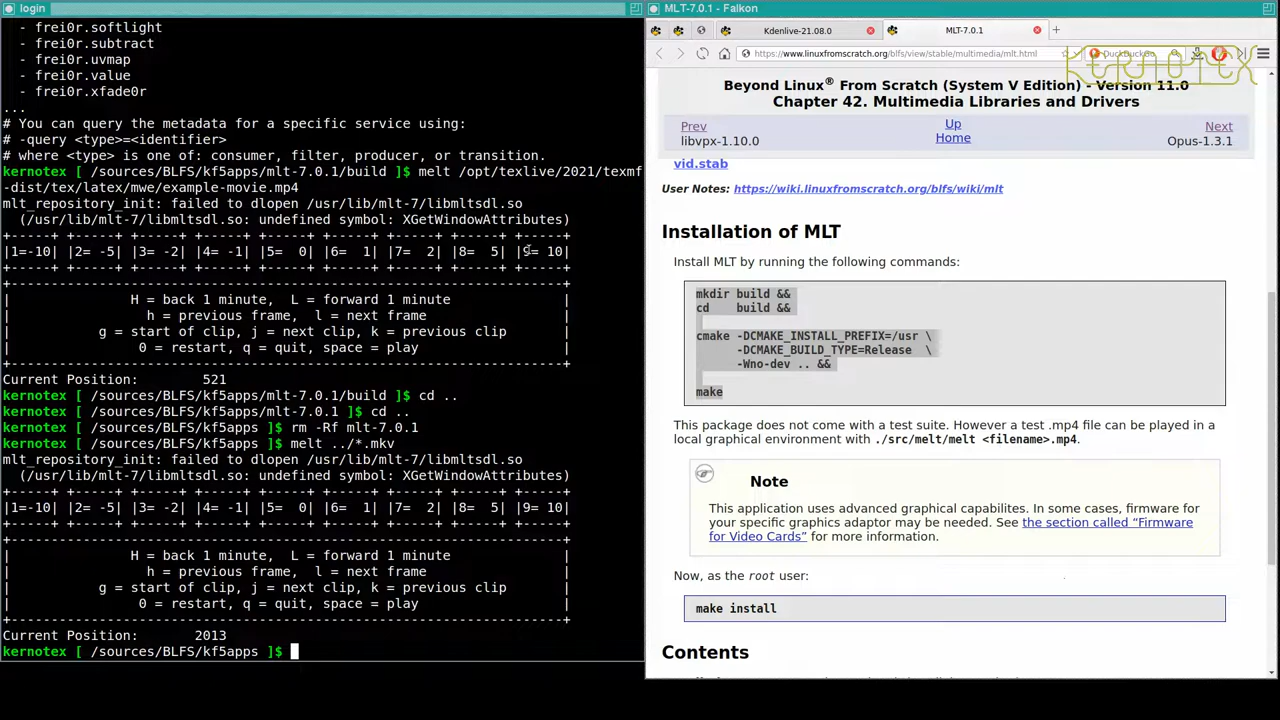 login
- frei0r.softlight
- frei0r.subtract
- frei0r.uvmap
- frei0r.value
- frei0r.xfade0r
...
# You can query the metadata for a specific service using:
# -query <type>=<identifier>
# where <type> is one of: consumer, filter, producer, or transition.
kernotex [ /sources/BLFS/kf5apps/mlt-7.0.1/build ]$ melt /opt/texlive/2021/texmf
-dist/tex/latex/mwe/example-movie.mp4
mlt_repository_init: failed to dlopen /usr/lib/mlt-7/libmltsdl.so
(/usr/lib/mlt-7/libmltsdl.so: undefined symbol: XGetWindowAttributes)
+-----+ +-----+ +-----+ +-----+ +-----+ +-----+ +-----+ +-----+ +-----+
|1=-10| |2= -5| |3= -2| |4= -1| |5=  0| |6=  1| |7=  2| |8=  5| |9= 10|
+-----+ +-----+ +-----+ +-----+ +-----+ +-----+ +-----+ +-----+ +-----+
+---------------------------------------------------------------------+
|               H = back 1 minute,  L = forward 1 minute              |
|                 h = previous frame,  l = next frame                 |
|           g = start of clip, j = next clip, k = previous clip       |
|                0 = restart, q = quit, space = play                  |
+---------------------------------------------------------------------+
Current Position:        521
kernotex [ /sources/BLFS/kf5apps/mlt-7.0.1/build ]$ cd ..
kernotex [ /sources/BLFS/kf5apps/mlt-7.0.1 ]$ cd ..
kernotex [ /sources/BLFS/kf5apps ]$ rm -Rf mlt-7.0.1
kernotex [ /sources/BLFS/kf5apps ]$ melt ../*.mkv
mlt_repository_init: failed to dlopen /usr/lib/mlt-7/libmltsdl.so
(/usr/lib/mlt-7/libmltsdl.so: undefined symbol: XGetWindowAttributes)
+-----+ +-----+ +-----+ +-----+ +-----+ +-----+ +-----+ +-----+ +-----+
|1=-10| |2= -5| |3= -2| |4= -1| |5=  0| |6=  1| |7=  2| |8=  5| |9= 10|
+-----+ +-----+ +-----+ +-----+ +-----+ +-----+ +-----+ +-----+ +-----+
+---------------------------------------------------------------------+
|               H = back 1 minute,  L = forward 1 minute              |
|                 h = previous frame,  l = next frame                 |
|           g = start of clip, j = next clip, k = previous clip       |
|                0 = restart, q = quit, space = play                  |
+---------------------------------------------------------------------+
Current Position:       2013
kernotex [ /sources/BLFS/kf5apps ]$
MLT-7.0.1 - Falkon
Kdenlive-21.08.0
MLT-7.0.1
https://www.linuxfromscratch.org/blfs/view/stable/multimedia/mlt.html
DuckDuckGo
KERNOTEX
Beyond Linux® From Scratch (System V Edition) - Version 11.0
Chapter 42. Multimedia Libraries and Drivers
Prev Up Next
libvpx-1.10.0 Home Opus-1.3.1
vid.stab
User Notes: https://wiki.linuxfromscratch.org/blfs/wiki/mlt
Installation of MLT
Install MLT by running the following commands:
mkdir build &&
cd    build &&
cmake -DCMAKE_INSTALL_PREFIX=/usr \
-DCMAKE_BUILD_TYPE=Release  \
-Wno-dev .. &&
make
This package does not come with a test suite. However a test .mp4 file can be played in a
local graphical environment with ./src/melt/melt <filename>.mp4.
Note
This application uses advanced graphical capabilites. In some cases, firmware for
your specific graphics adaptor may be needed. See the section called “Firmware
for Video Cards” for more information.
Now, as the root user:
make install
Contents